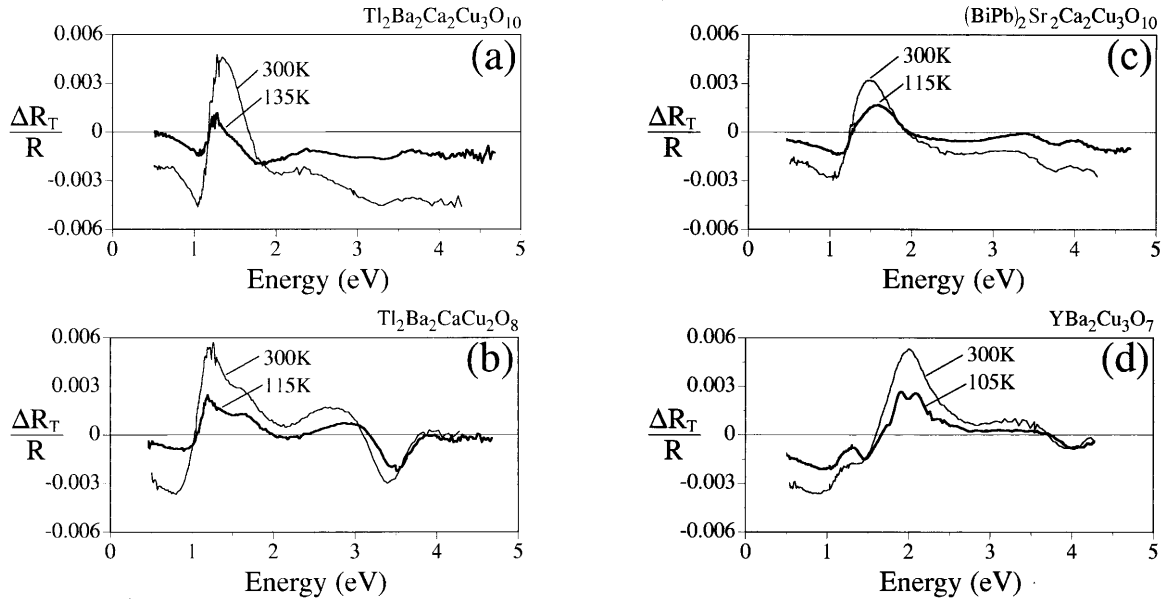 Tl₂Ba₂Ca₂Cu₃O₁₀
0.006
0.003
0
-0.003
-0.006
ΔR_T
R
(a)
300K
135K
0 1 2 3 4 5
Energy (eV)
(BiPb)₂Sr₂Ca₂Cu₃O₁₀
0.006
0.003
0
-0.003
-0.006
ΔR_T
R
(c)
300K
115K
0 1 2 3 4 5
Energy (eV)
Tl₂Ba₂CaCu₂O₈
0.006
0.003
0
-0.003
-0.006
ΔR_T
R
(b)
300K
115K
0 1 2 3 4 5
Energy (eV)
YBa₂Cu₃O₇
0.006
0.003
0
-0.003
-0.006
ΔR_T
R
(d)
300K
105K
0 1 2 3 4 5
Energy (eV)